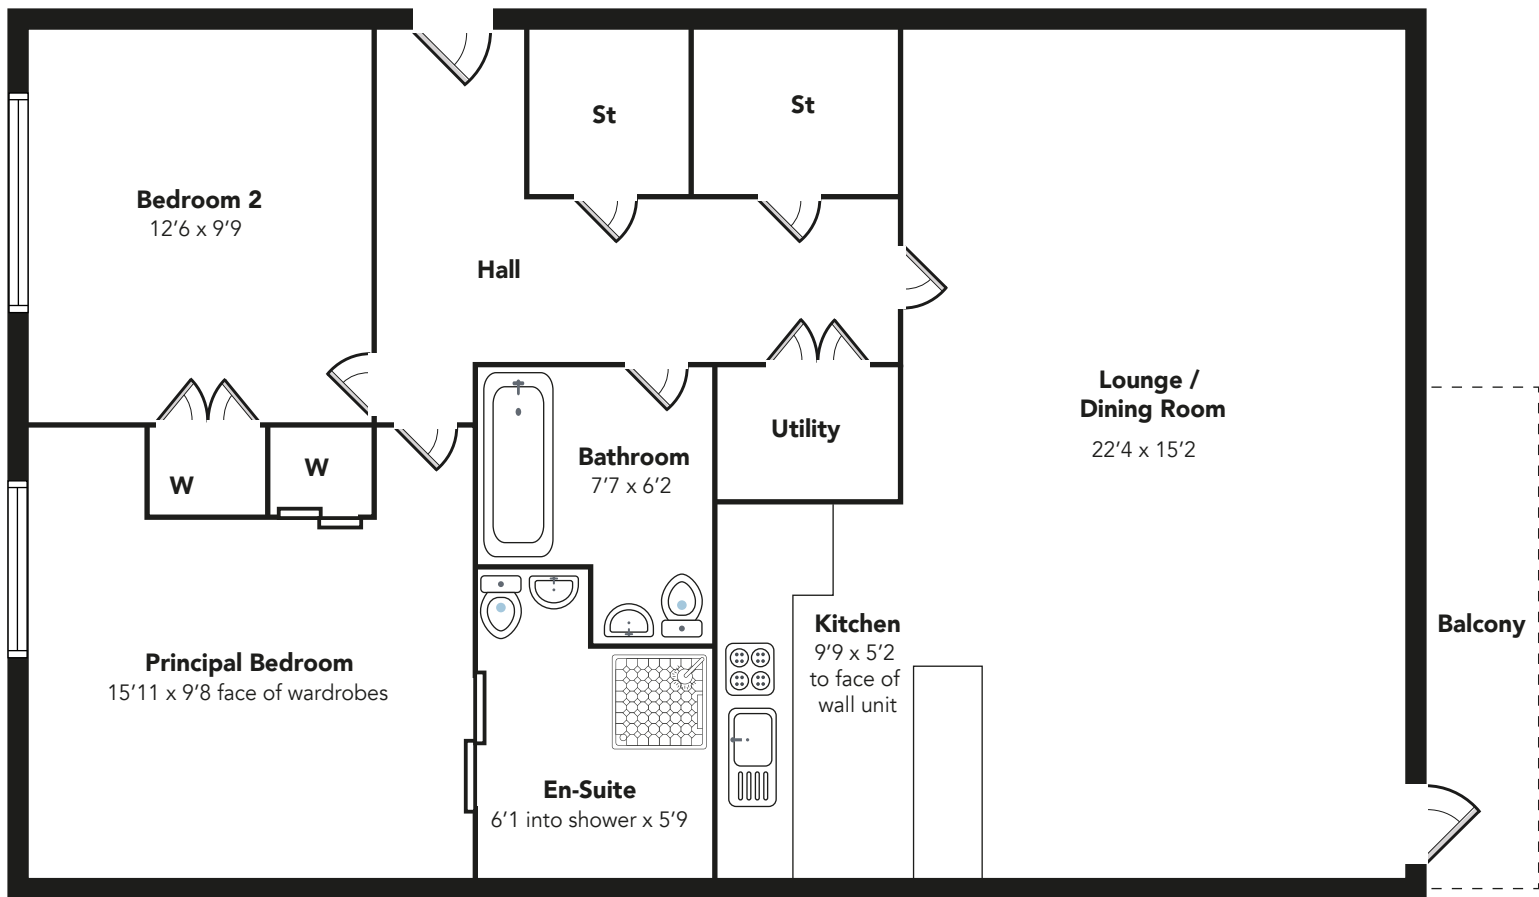 St
St
Bedroom 2
12'6 x 9'9
Hall
Lounge /
Dining Room
22'4 x 15'2
Utility
Bathroom
7'7 x 6'2
W
W
Kitchen
9'9 x 5'2
to face of
wall unit
Balcony
Principal Bedroom
15'11 x 9'8 face of wardrobes
En-Suite
6'1 into shower x 5'9